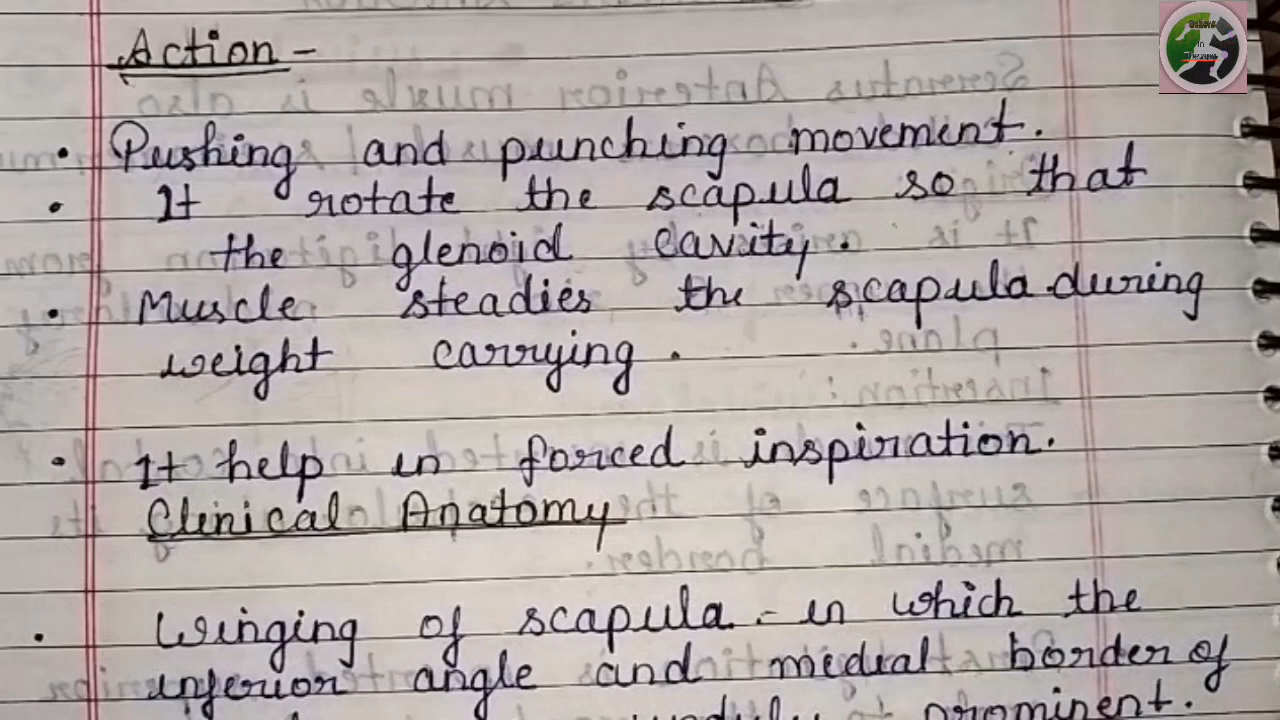 Action -
• Pushing and punching movement.
• It rotate the scapula so that
the glenoid cavity.
• Muscle steadies the scapula during
weight carrying.
• It help in forced inspiration.
Clinical Anatomy
• Winging of scapula - in which the
inferior angle and medial border of
prominent.